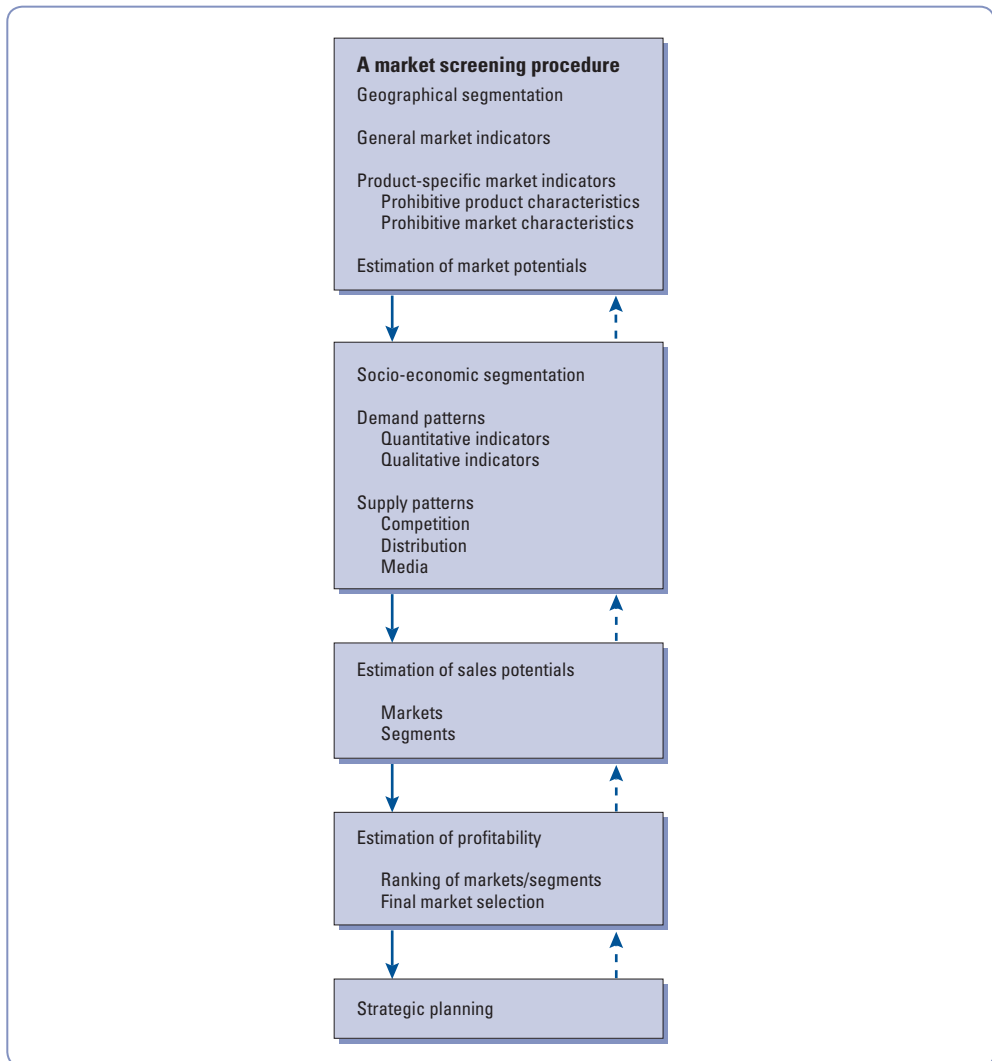 A market screening procedure
Geographical segmentation
General market indicators
Product-specific market indicators
Prohibitive product characteristics
Prohibitive market characteristics
Estimation of market potentials
Socio-economic segmentation
Demand patterns
Quantitative indicators
Qualitative indicators
Supply patterns
Competition
Distribution
Media
Estimation of sales potentials
Markets
Segments
Estimation of profitability
Ranking of markets/segments
Final market selection
Strategic planning